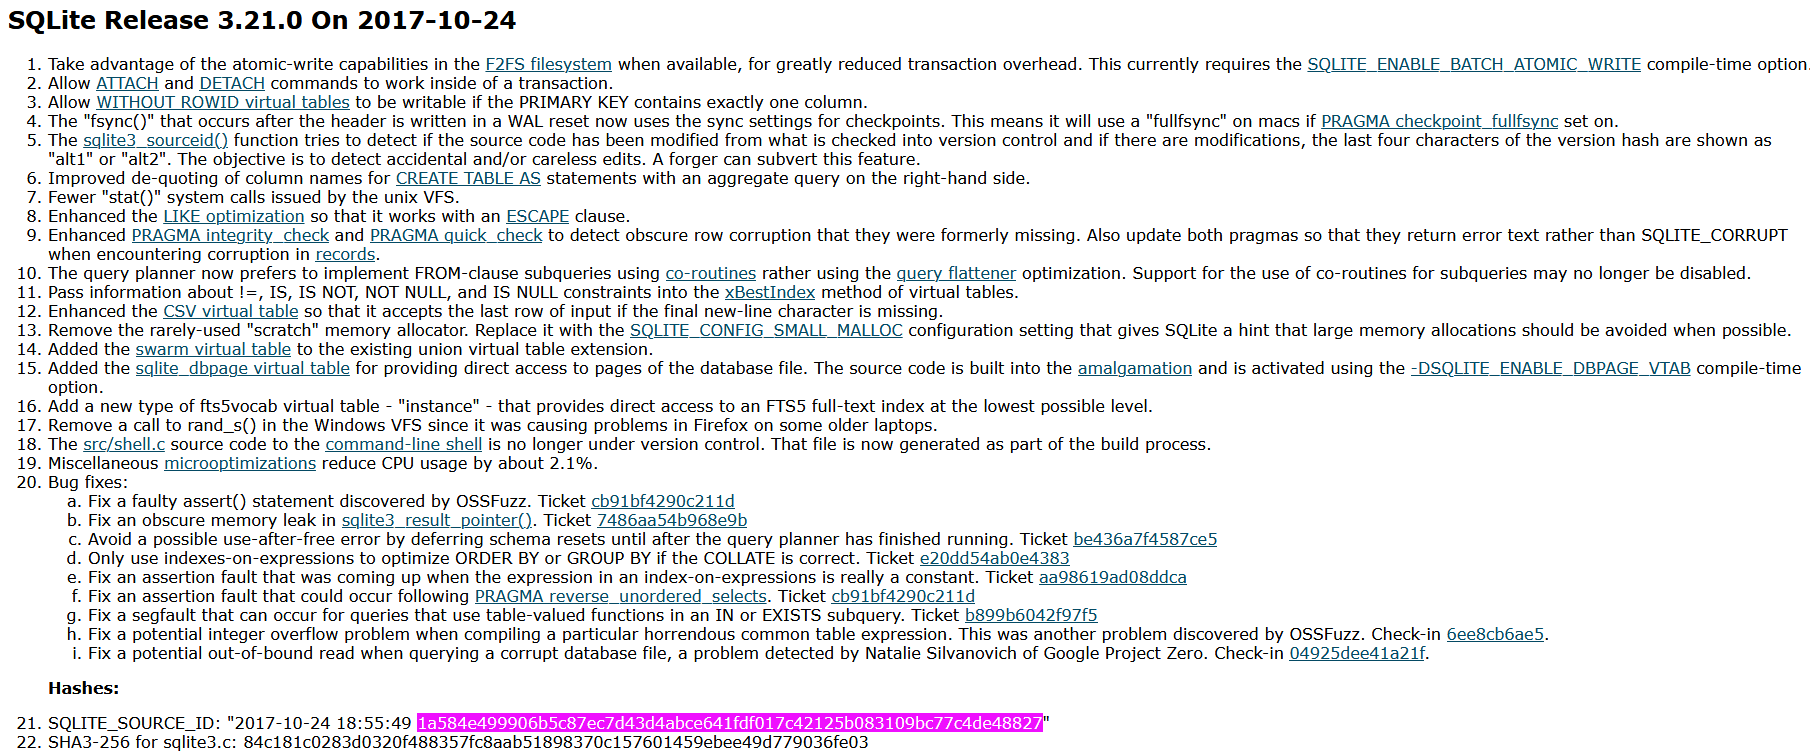 SQLite Release 3.21.0 On 2017-10-24
1. Take advantage of the atomic-write capabilities in the F2FS filesystem when available, for greatly reduced transaction overhead. This currently requires the SQLITE_ENABLE_BATCH_ATOMIC_WRITE compile-time option.
2. Allow ATTACH and DETACH commands to work inside of a transaction.
3. Allow WITHOUT ROWID virtual tables to be writable if the PRIMARY KEY contains exactly one column.
4. The "fsync()" that occurs after the header is written in a WAL reset now uses the sync settings for checkpoints. This means it will use a "fullfsync" on macs if PRAGMA checkpoint_fullfsync set on.
5. The sqlite3_sourceid() function tries to detect if the source code has been modified from what is checked into version control and if there are modifications, the last four characters of the version hash are shown as
"alt1" or "alt2". The objective is to detect accidental and/or careless edits. A forger can subvert this feature.
6. Improved de-quoting of column names for CREATE TABLE AS statements with an aggregate query on the right-hand side.
7. Fewer "stat()" system calls issued by the unix VFS.
8. Enhanced the LIKE optimization so that it works with an ESCAPE clause.
9. Enhanced PRAGMA integrity_check and PRAGMA quick_check to detect obscure row corruption that they were formerly missing. Also update both pragmas so that they return error text rather than SQLITE_CORRUPT
when encountering corruption in records.
10. The query planner now prefers to implement FROM-clause subqueries using co-routines rather using the query flattener optimization. Support for the use of co-routines for subqueries may no longer be disabled.
11. Pass information about !=, IS, IS NOT, NOT NULL, and IS NULL constraints into the xBestIndex method of virtual tables.
12. Enhanced the CSV virtual table so that it accepts the last row of input if the final new-line character is missing.
13. Remove the rarely-used "scratch" memory allocator. Replace it with the SQLITE_CONFIG_SMALL_MALLOC configuration setting that gives SQLite a hint that large memory allocations should be avoided when possible.
14. Added the swarm virtual table to the existing union virtual table extension.
15. Added the sqlite_dbpage virtual table for providing direct access to pages of the database file. The source code is built into the amalgamation and is activated using the -DSQLITE_ENABLE_DBPAGE_VTAB compile-time
option.
16. Add a new type of fts5vocab virtual table - "instance" - that provides direct access to an FTS5 full-text index at the lowest possible level.
17. Remove a call to rand_s() in the Windows VFS since it was causing problems in Firefox on some older laptops.
18. The src/shell.c source code to the command-line shell is no longer under version control. That file is now generated as part of the build process.
19. Miscellaneous microoptimizations reduce CPU usage by about 2.1%.
20. Bug fixes:
a. Fix a faulty assert() statement discovered by OSSFuzz. Ticket cb91bf4290c211d
b. Fix an obscure memory leak in sqlite3_result_pointer(). Ticket 7486aa54b968e9b
c. Avoid a possible use-after-free error by deferring schema resets until after the query planner has finished running. Ticket be436a7f4587ce5
d. Only use indexes-on-expressions to optimize ORDER BY or GROUP BY if the COLLATE is correct. Ticket e20dd54ab0e4383
e. Fix an assertion fault that was coming up when the expression in an index-on-expressions is really a constant. Ticket aa98619ad08ddca
f. Fix an assertion fault that could occur following PRAGMA reverse_unordered_selects. Ticket cb91bf4290c211d
g. Fix a segfault that can occur for queries that use table-valued functions in an IN or EXISTS subquery. Ticket b899b6042f97f5
h. Fix a potential integer overflow problem when compiling a particular horrendous common table expression. This was another problem discovered by OSSFuzz. Check-in 6ee8cb6ae5.
i. Fix a potential out-of-bound read when querying a corrupt database file, a problem detected by Natalie Silvanovich of Google Project Zero. Check-in 04925dee41a21f.
Hashes:
21. SQLITE_SOURCE_ID: "2017-10-24 18:55:49 1a584e499906b5c87ec7d43d4abce641fdf017c42125b083109bc77c4de48827"
22. SHA3-256 for sqlite3.c: 84c181c0283d0320f488357fc8aab51898370c157601459ebee49d779036fe03